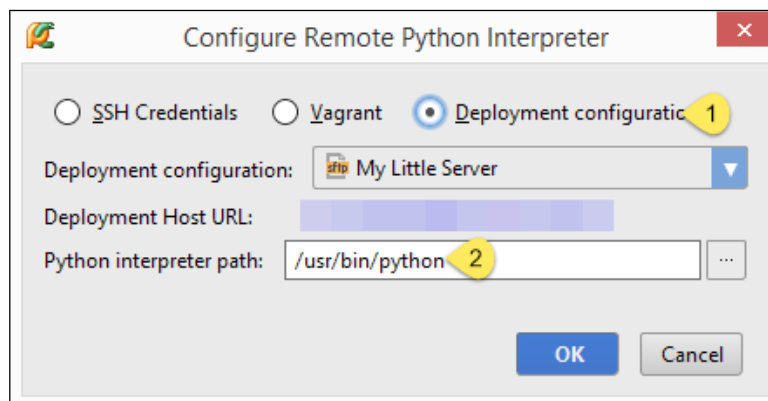 Configure Remote Python Interpreter
SSH Credentials Vagrant Deployment configuratio 1
Deployment configuration: sftp My Little Server
Deployment Host URL:
Python interpreter path: /usr/bin/python 2 ...
OK Cancel